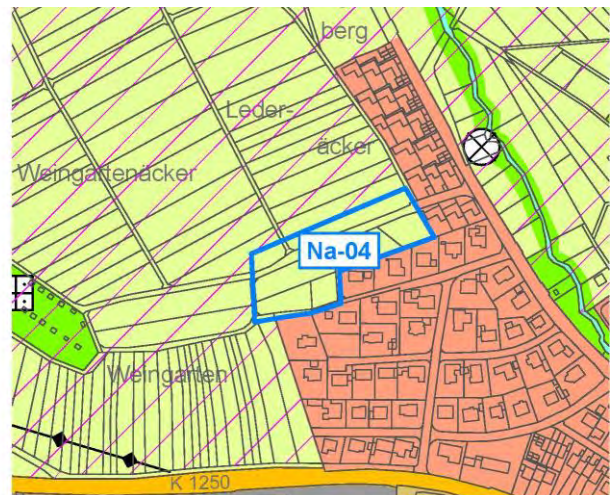 berg
Leder-
äcker
Weingartenäcker
Na-04
Weingarten
K 1250